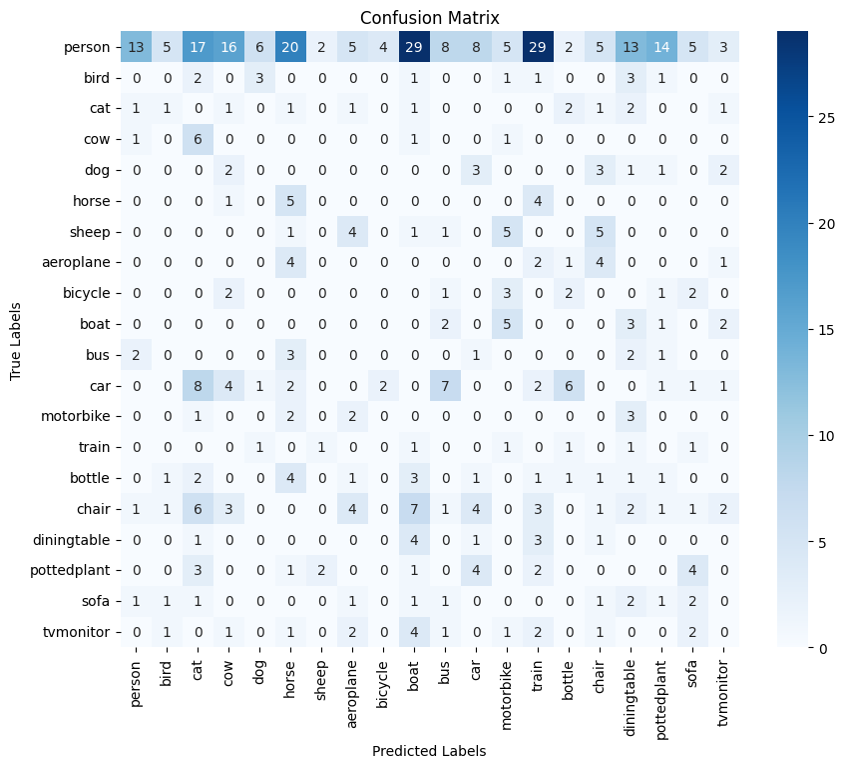 Confusion Matrix
person 13 5 17 16 6 20 2 5 4 29 8 8 5 29 2 5 13 14 5 3
bird 0 0 2 3 0 0 0 0 0 1 0 0 1 1 0 0 3 1 0 0
cat 1 1 0 1 0 1 0 1 0 1 0 0 0 0 2 1 2 0 0 1
cow 1 0 6 0 0 0 0 0 0 1 0 0 1 0 0 0 0 0 0 0
dog 0 0 0 2 0 0 0 0 0 0 0 3 0 0 0 3 1 1 0 2
horse 0 0 0 1 0 5 0 0 0 0 0 0 0 4 0 0 0 0 0 0
sheep 0 0 0 0 0 1 0 4 0 1 1 0 5 0 0 5 0 0 0 0
aeroplane 0 0 0 0 0 4 0 0 0 0 0 0 0 2 1 4 0 0 0 1
bicycle 0 0 0 2 0 0 0 0 0 0 1 0 3 0 2 0 0 1 2 0
boat 0 0 0 0 0 0 0 0 0 0 2 0 5 0 0 0 3 1 0 2
bus 2 0 0 0 0 3 0 0 0 0 0 1 0 0 0 0 2 1 0 0
car 0 0 8 4 1 2 0 0 2 0 7 0 0 2 6 0 0 1 1 1
motorbike 0 0 1 0 0 2 0 2 0 0 0 0 0 0 0 0 3 0 0 0
train 0 0 0 0 1 0 1 0 0 1 0 0 1 0 1 0 1 0 1 0
bottle 0 1 2 0 0 4 0 1 0 3 0 1 0 1 1 1 1 1 0 0
chair 1 1 6 3 0 0 0 4 0 7 1 4 0 3 0 1 2 1 1 2
diningtable 0 0 1 0 0 0 0 0 0 4 0 1 0 3 0 1 0 0 0 0
pottedplant 0 0 3 0 0 1 2 0 0 1 0 4 0 2 0 0 0 0 4 0
sofa 1 1 1 0 0 0 0 1 0 1 1 0 0 0 0 1 2 1 2 0
tvmonitor 0 1 0 1 0 1 0 2 0 4 1 0 1 2 0 1 0 0 2 0
person bird cat cow dog horse sheep aeroplane bicycle boat bus car motorbike train bottle chair diningtable pottedplant sofa tvmonitor
Predicted Labels
True Labels
25
20
15
10
5
0